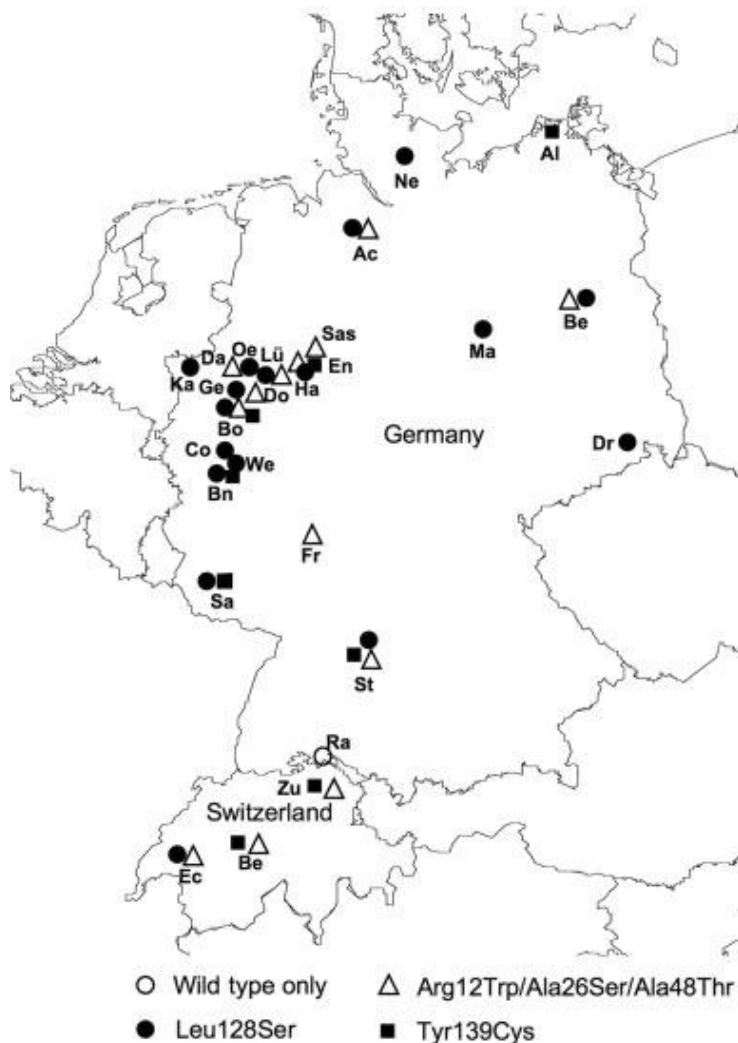 Al
Ne
Ac
Be
Ma
Sas
Da Oe Lü
En
Ka
Ge Do Ha
Bo
Germany
Co
We
Dr
Bn
Fr
Sa
St
Ra
Zu
Switzerland
Ec Be
Wild type only Arg12Trp/Ala26Ser/Ala48Thr
Leu128Ser Tyr139Cys